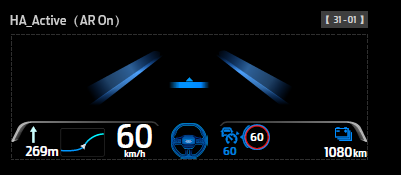 HA_Active（AR On）
【 31-01 】
269m
60
km/h
60
60
1080km